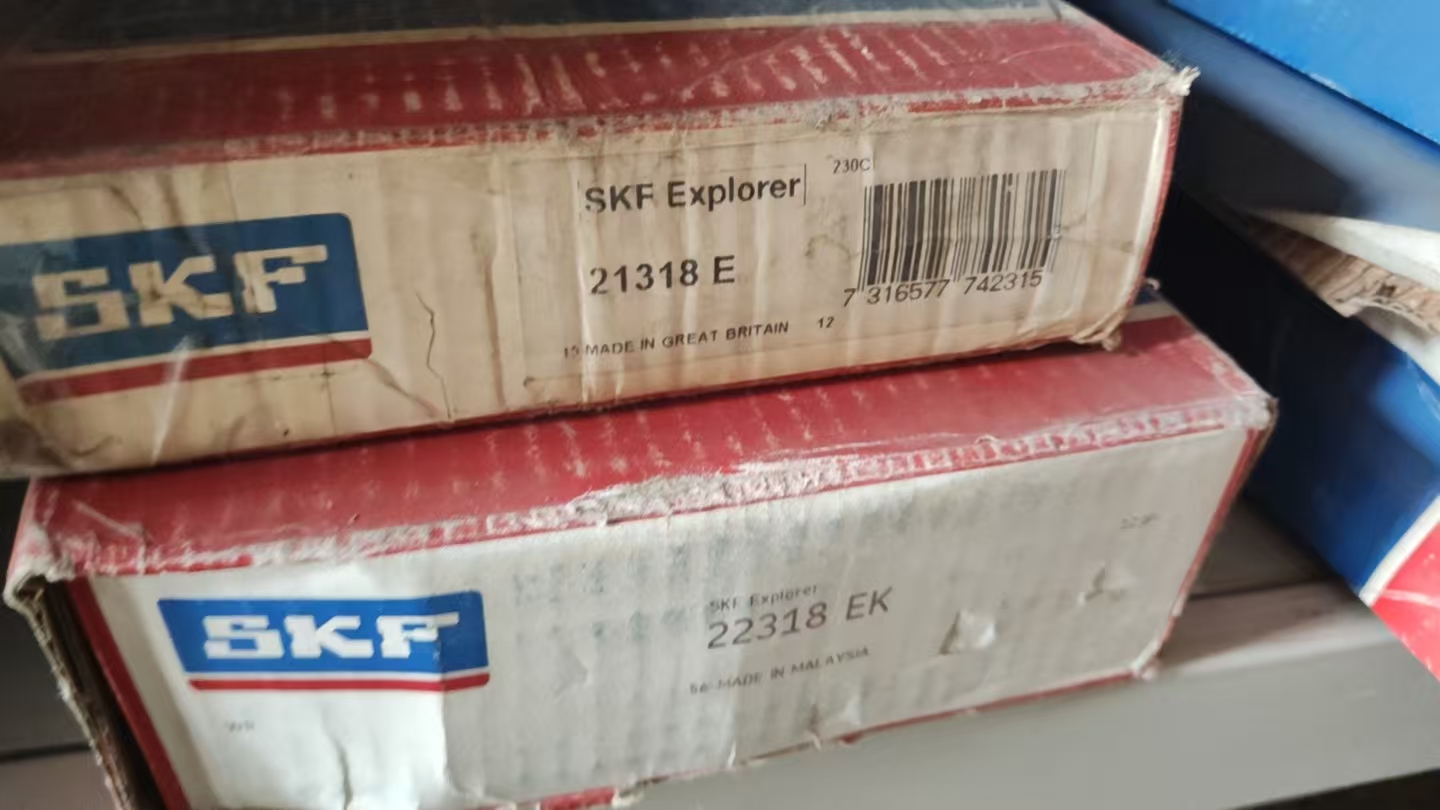 SKF
SKF Explorer
230C
21318 E
7 316577 742315
MADE IN GREAT BRITAIN
12
SKF
SKF Explorer
22318 EK
MADE IN MALAYSIA